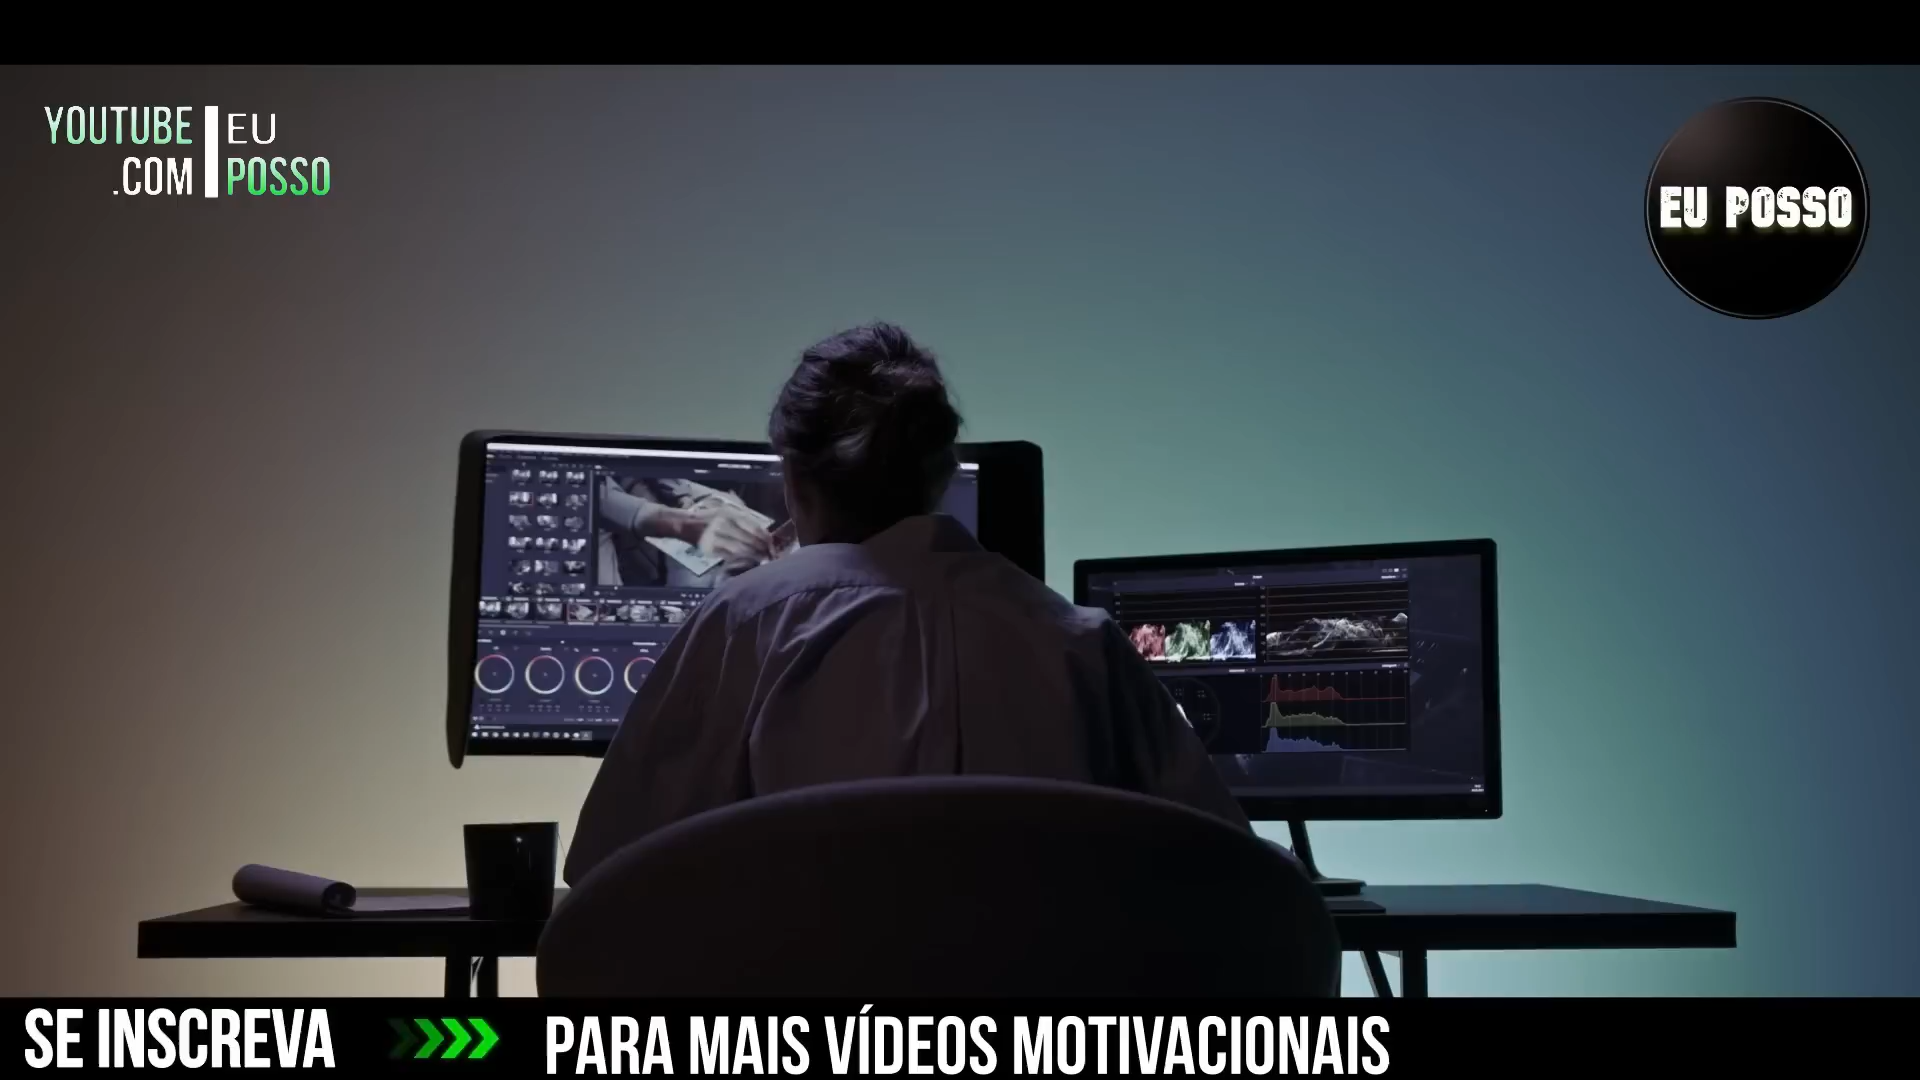 YOUTUBE
.COM
EU
POSSO
EU POSSO
SE INSCREVA
PARA MAIS VÍDEOS MOTIVACIONAIS